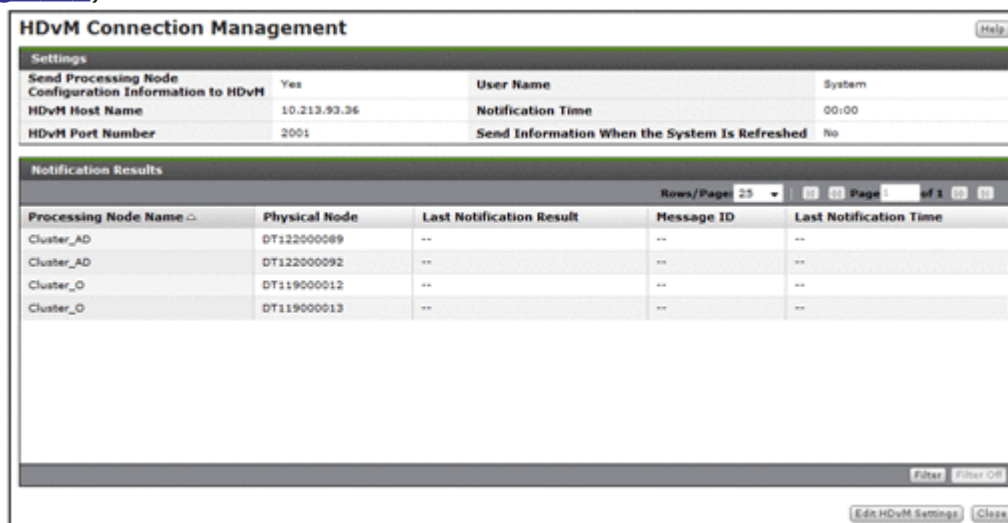 HDvM Connection Management
Help
Settings
Send Processing Node Configuration Information to HDvM Yes User Name System
HDvM Host Name 10.213.93.36 Notification Time 00:00
HDvM Port Number 2001 Send Information When the System Is Refreshed No
Notification Results
Rows/Page: 25 Page 1 of 1
Processing Node Name Physical Node Last Notification Result Message ID Last Notification Time
Cluster_AD DT122000089 -- -- --
Cluster_AD DT122000092 -- -- --
Cluster_O DT119000012 -- -- --
Cluster_O DT119000013 -- -- --
Filter Filter Off
Edit HDvM Settings Close